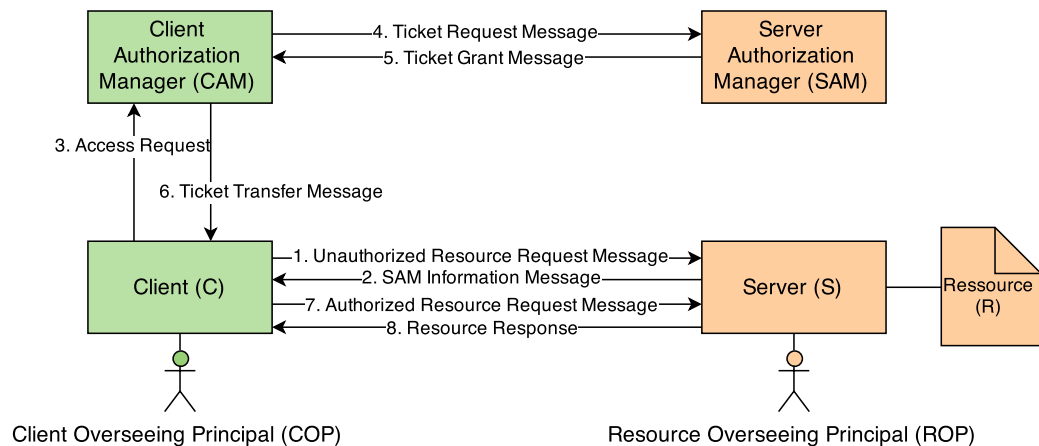 Client
Authorization
Manager (CAM)
4. Ticket Request Message
5. Ticket Grant Message
Server
Authorization
Manager (SAM)
3. Access Request
6. Ticket Transfer Message
Client (C)
1. Unauthorized Resource Request Message
2. SAM Information Message
7. Authorized Resource Request Message
8. Resource Response
Server (S)
Ressource
(R)
Client Overseeing Principal (COP)
Resource Overseeing Principal (ROP)